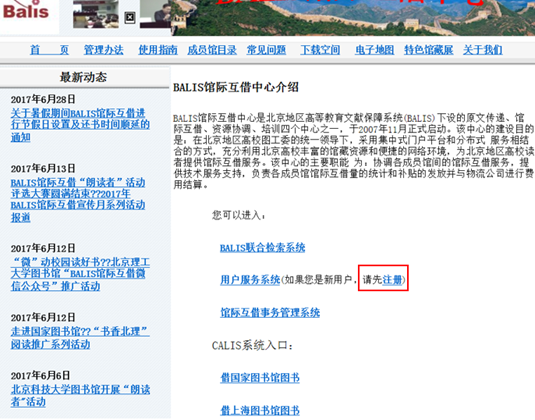 Balis
首 页 管理办法 使用指南 成员馆目录 常见问题 下载空间 电子地图 特色馆藏展 关于我们
最新动态
2017年6月28日
关于暑假期间BALIS馆际互借进
行节假日设置及还书时间顺延的
通知
2017年6月13日
BALIS馆际互借“朗读者”活动
评选大赛圆满结束??2017年
BALIS馆际互借宣传月系列活动
报道
2017年6月12日
“微”动校园读好书??北京理工
大学图书馆“BALIS馆际互借微
信公众号”推广活动
2017年6月12日
走进国家图书馆??“书香北理”
阅读推广系列活动
2017年6月6日
北京科技大学图书馆开展“朗读
者”活动
BALIS馆际互借中心介绍
BALIS馆际互借中心是北京地区高等教育文献保障系统(BALIS)下设的原文传递、馆
际互借、资源协调、培训四个中心之一，于2007年11月正式启动。该中心的建设目的
是：在北京地区高校图工委的统一领导下，采用集中式门户平台和分布式 服务相结
合的方式，充分利用北京高校丰富的馆藏资源和便捷的网络环境，为北京地区高校读
者提供馆际互借服务。该中心的主要职能 为：协调各成员馆间的馆际互借服务，提
供技术服务支持，负责各成员馆馆际互借量的统计和补贴的发放并与物流公司进行费
用结算。
您可以进入：
BALIS联合检索系统
用户服务系统(如果您是新用户，请先注册)
馆际互借事务管理系统
CALIS系统入口：
借国家图书馆图书
借上海图书馆图书